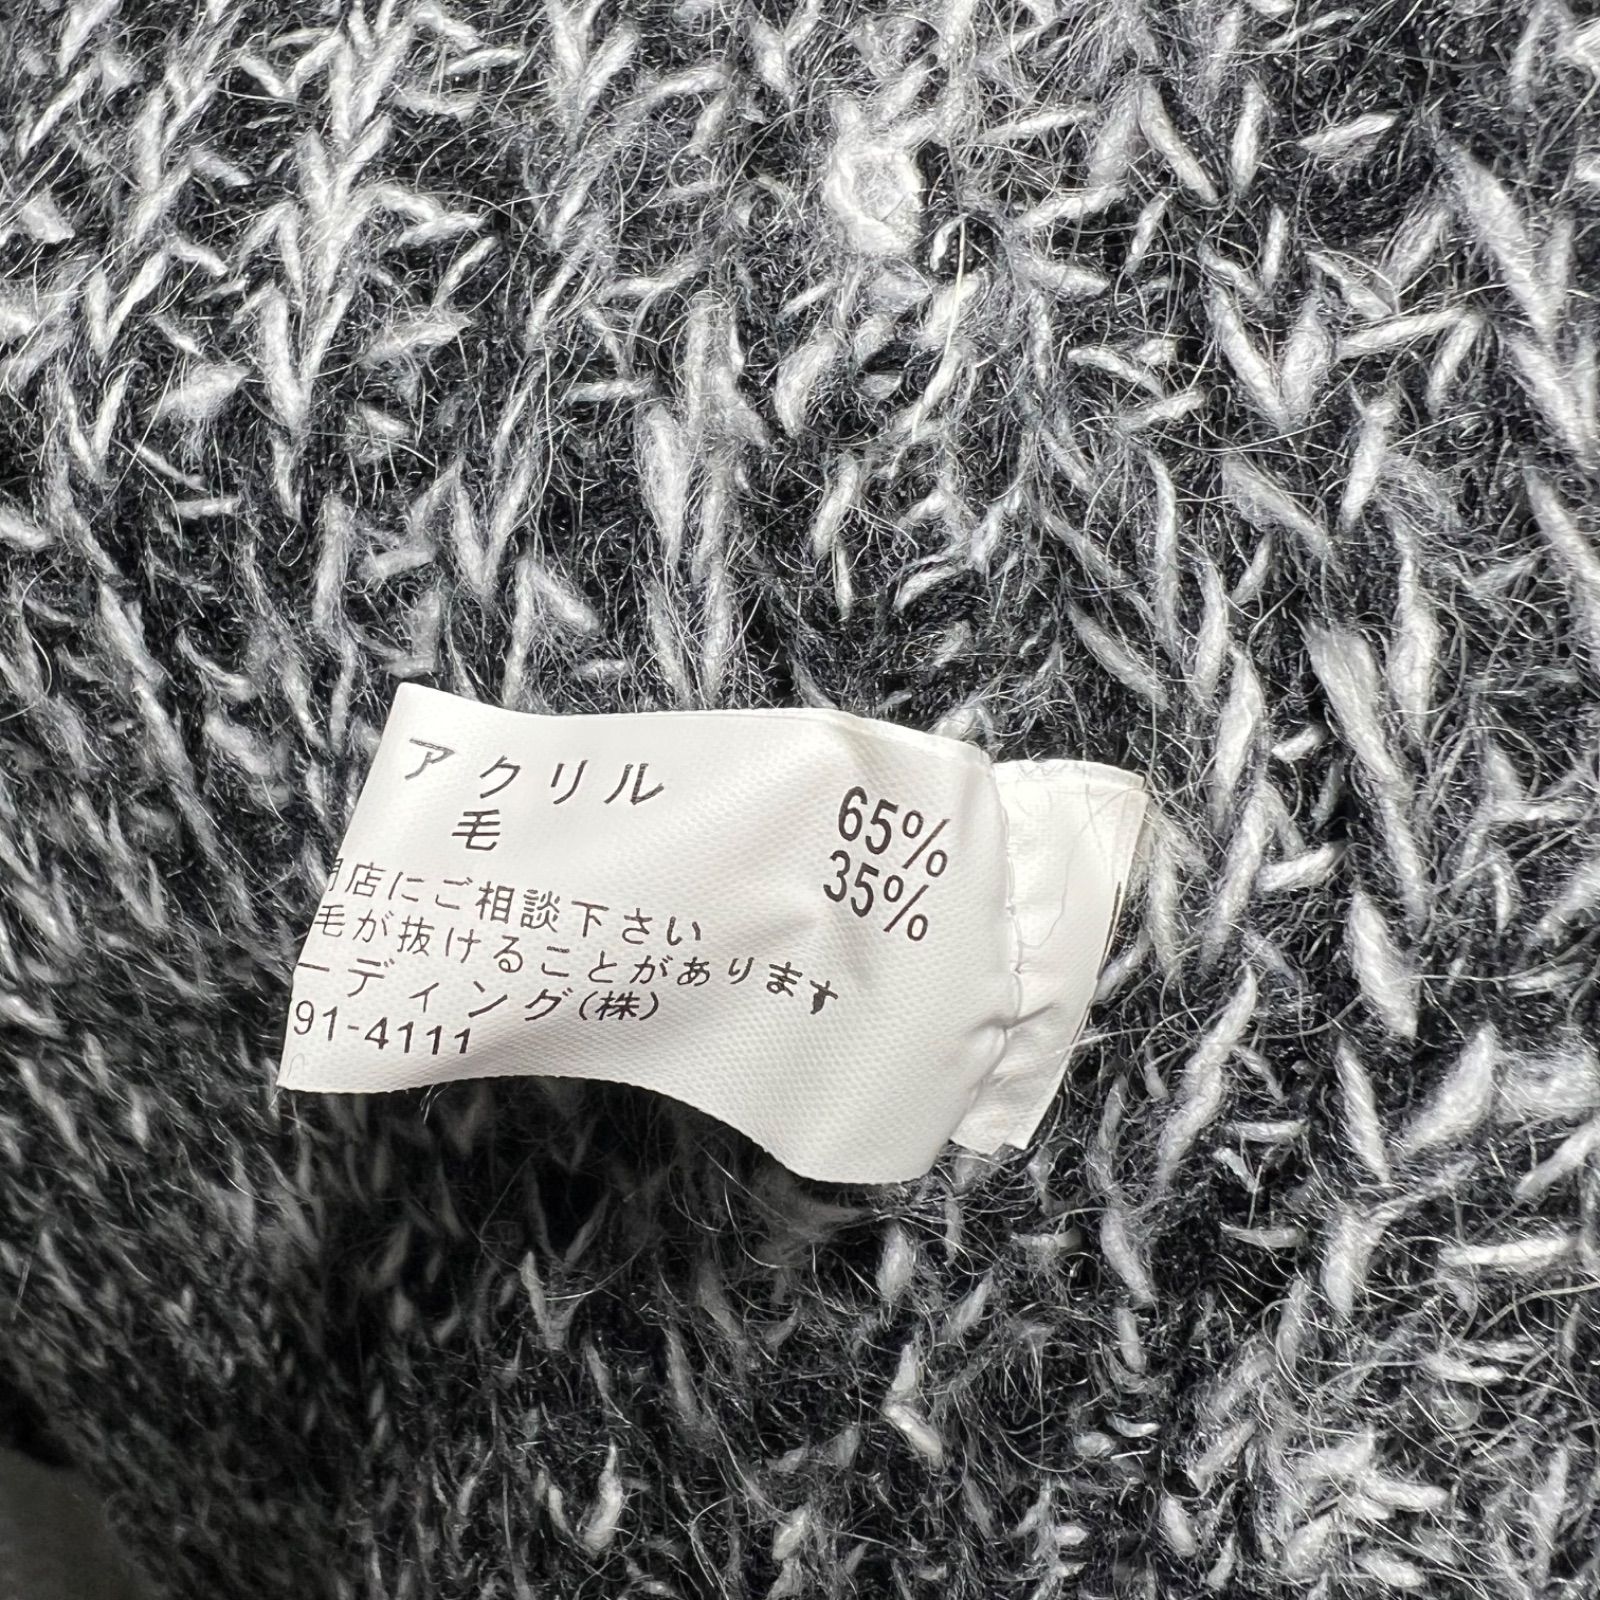 アクリル 65%
毛 35%
店にご相談下さい
毛が抜けることがあります
ーディング(株)
91-4111